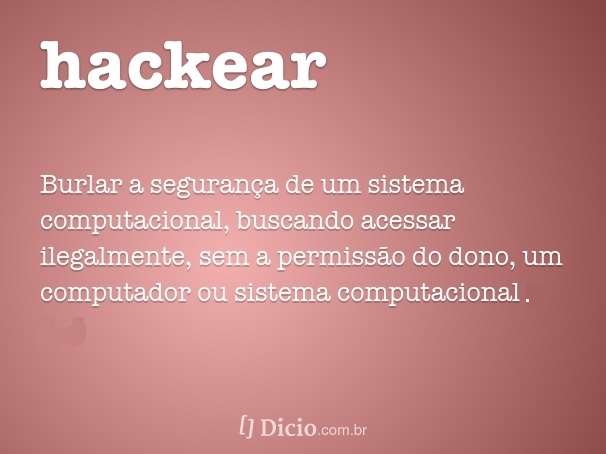 hackear
Burlar a segurança de um sistema
computacional, buscando acessar
ilegalmente, sem a permissão do dono, um
computador ou sistema computacional.
[] Dicio.com.br